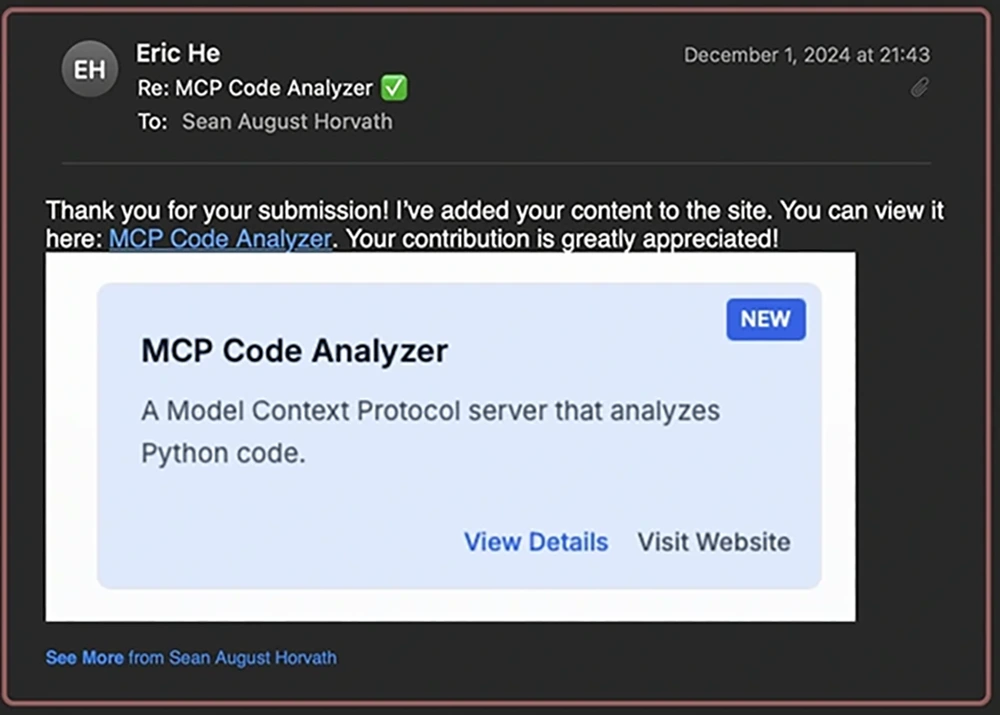 EH
Eric He
December 1, 2024 at 21:43
Re: MCP Code Analyzer ✅
To: Sean August Horvath
Thank you for your submission! I’ve added your content to the site. You can view it
here: MCP Code Analyzer. Your contribution is greatly appreciated!
NEW
MCP Code Analyzer
A Model Context Protocol server that analyzes
Python code.
View Details Visit Website
See More from Sean August Horvath